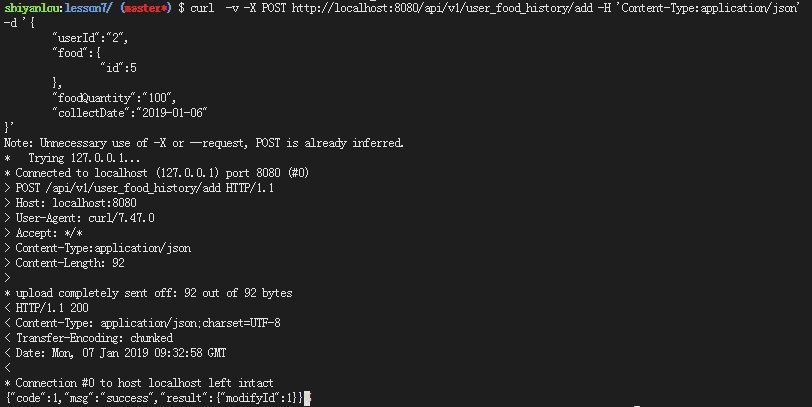 shiyanlou:lesson7/ (master*) $ curl  -v -X POST http://localhost:8080/api/v1/user_food_history/add -H 'Content-Type:application/json'
-d '{
        "userId":"2",
        "food":{
                "id":5
        },
        "foodQuantity":"100",
        "collectDate":"2019-01-06"
}'
Note: Unnecessary use of -X or --request, POST is already inferred.
*   Trying 127.0.0.1...
* Connected to localhost (127.0.0.1) port 8080 (#0)
> POST /api/v1/user_food_history/add HTTP/1.1
> Host: localhost:8080
> User-Agent: curl/7.47.0
> Accept: */*
> Content-Type:application/json
> Content-Length: 92
>
* upload completely sent off: 92 out of 92 bytes
< HTTP/1.1 200
< Content-Type: application/json;charset=UTF-8
< Transfer-Encoding: chunked
< Date: Mon, 07 Jan 2019 09:32:58 GMT
<
* Connection #0 to host localhost left intact
{"code":1,"msg":"success","result":{"modifyId":1}}